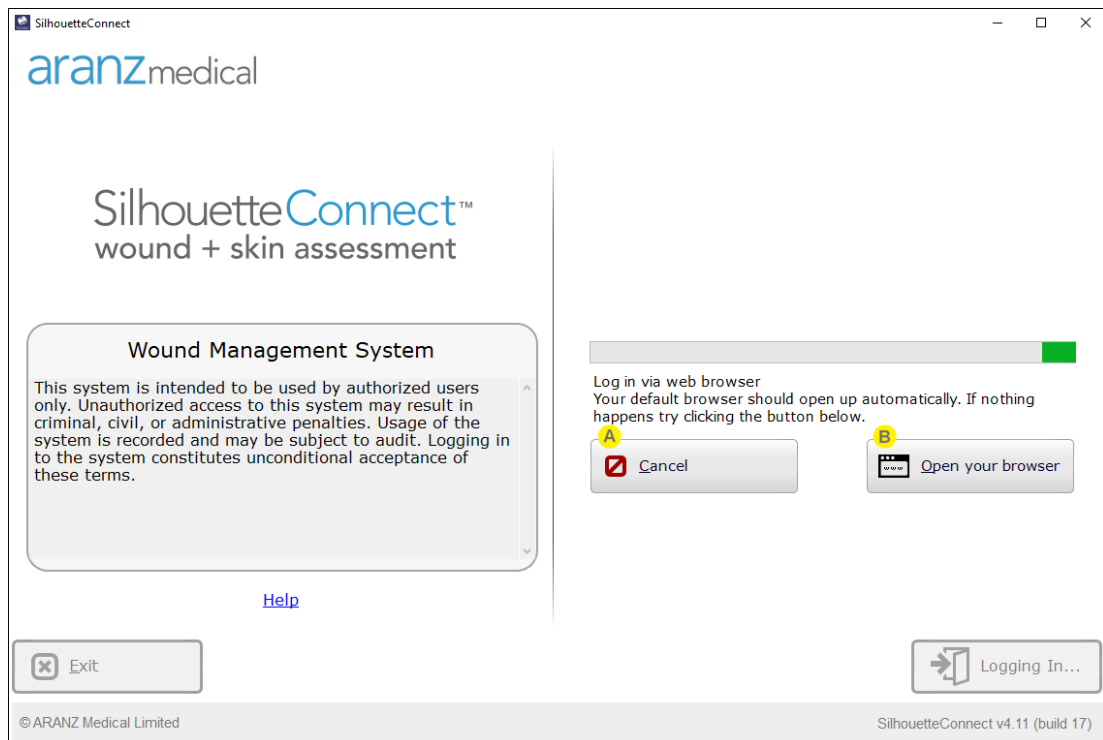 SilhouetteConnect
aranzmedical
SilhouetteConnect™
wound + skin assessment
Wound Management System
This system is intended to be used by authorized users
only. Unauthorized access to this system may result in
criminal, civil, or administrative penalties. Usage of the
system is recorded and may be subject to audit. Logging in
to the system constitutes unconditional acceptance of
these terms.
Help
Log in via web browser
Your default browser should open up automatically. If nothing
happens try clicking the button below.
A
Cancel
B
www
Open your browser
Exit
Logging In...
© ARANZ Medical Limited
SilhouetteConnect v4.11 (build 17)